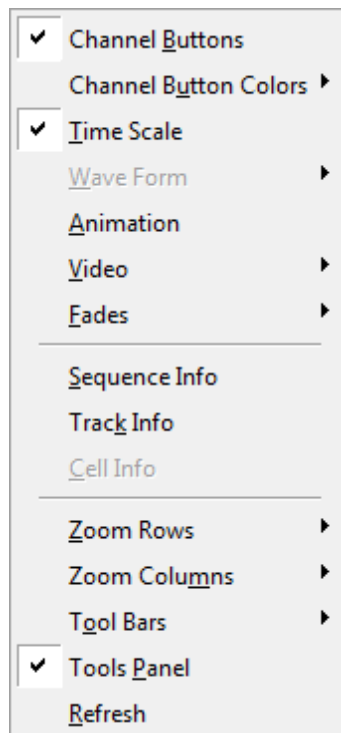 Channel Buttons
Channel Button Colors
Time Scale
Wave Form
Animation
Video
Fades
Sequence Info
Track Info
Cell Info
Zoom Rows
Zoom Columns
Tool Bars
Tools Panel
Refresh